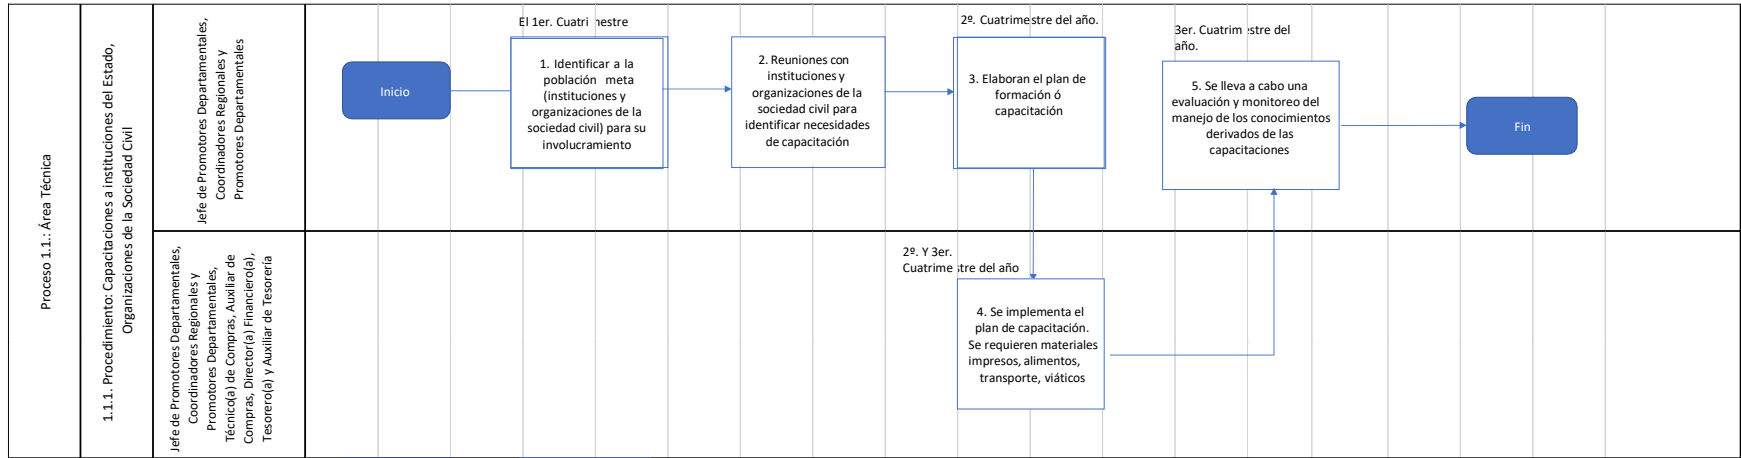 Proceso 1.1.: Área Técnica
1.1.1. Procedimiento: Capacitaciones a instituciones del Estado,
Organizaciones de la Sociedad Civil
Jefe de Promotores Departamentales,
Coordinadores Regionales y
Promotores Departamentales
Inicio
El 1er. Cuatrimestre
1. Identificar a la
población meta
(instituciones y
organizaciones de la
sociedad civil) para su
involucramiento
2. Reuniones con
instituciones y
organizaciones de la
sociedad civil para
identificar necesidades
de capacitación
2º. Cuatrimestre del año.
3. Elaboran el plan de
formación ó
capacitación
3er. Cuatrimestre del
año.
5. Se lleva a cabo una
evaluación y monitoreo del
manejo de los conocimientos
derivados de las
capacitaciones
Fin
Jefe de Promotores Departamentales,
Coordinadores Regionales y
Promotores Departamentales,
Técnico(a) de Compras, Auxiliar de
Compras, Director(a) Financiero(a),
Tesorero(a) y Auxiliar de Tesorería
2º. Y 3er.
Cuatrimestre del año
4. Se implementa el
plan de capacitación.
Se requieren materiales
impresos, alimentos,
transporte, viáticos